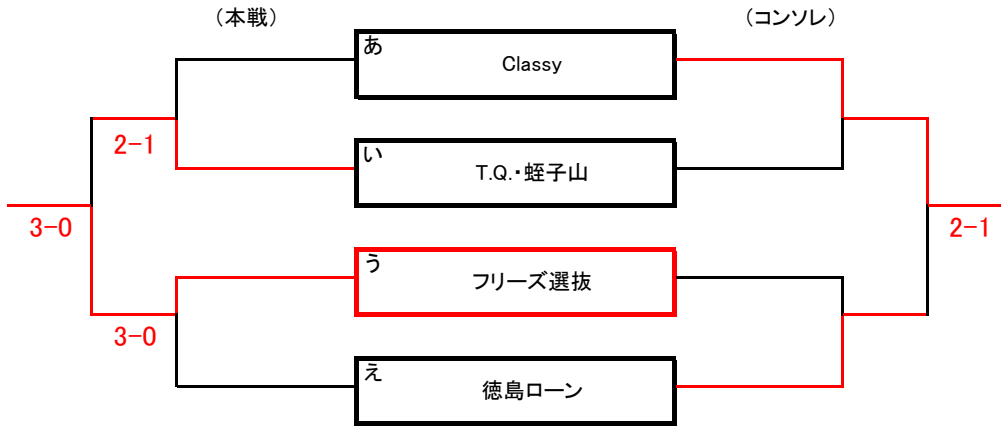 （本戦）
（コンソレ）
あ
Classy
2-1
い
T.Q.・蛭子山
3-0
2-1
う
フリーズ選抜
3-0
え
徳島ローン